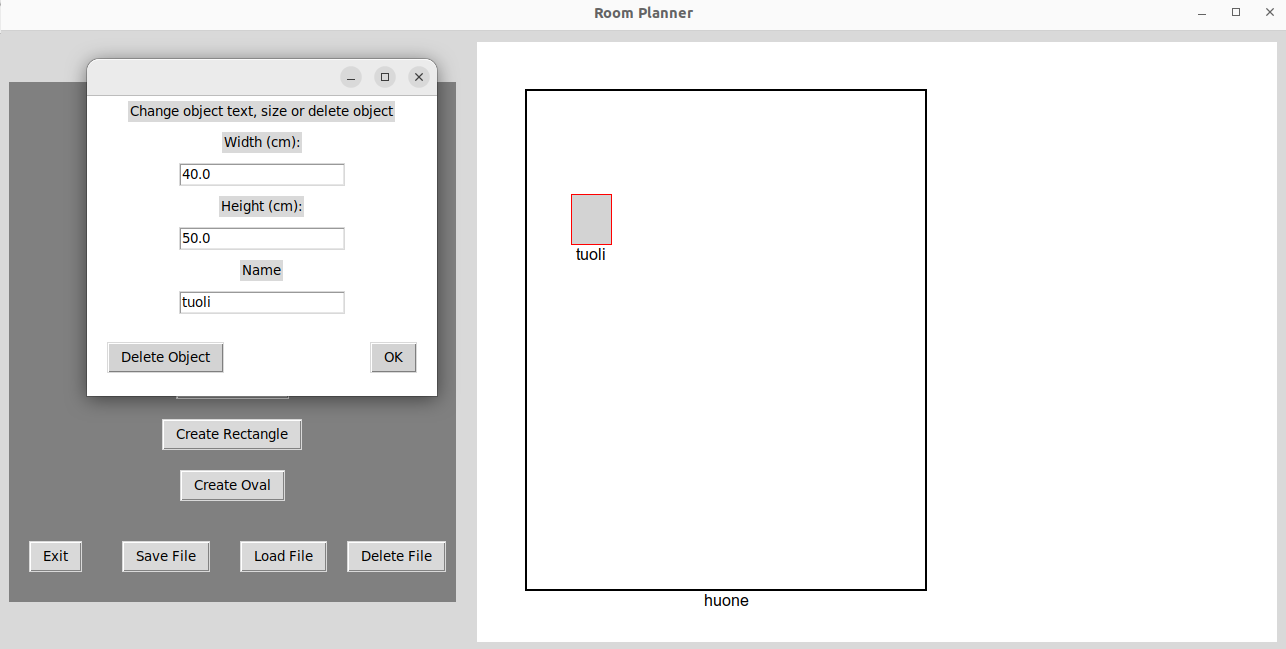 Room Planner
Change object text, size or delete object
Width (cm):
40.0
Height (cm):
50.0
Name
tuoli
Delete Object
OK
Create Rectangle
Create Oval
Exit
Save File
Load File
Delete File
tuoli
huone